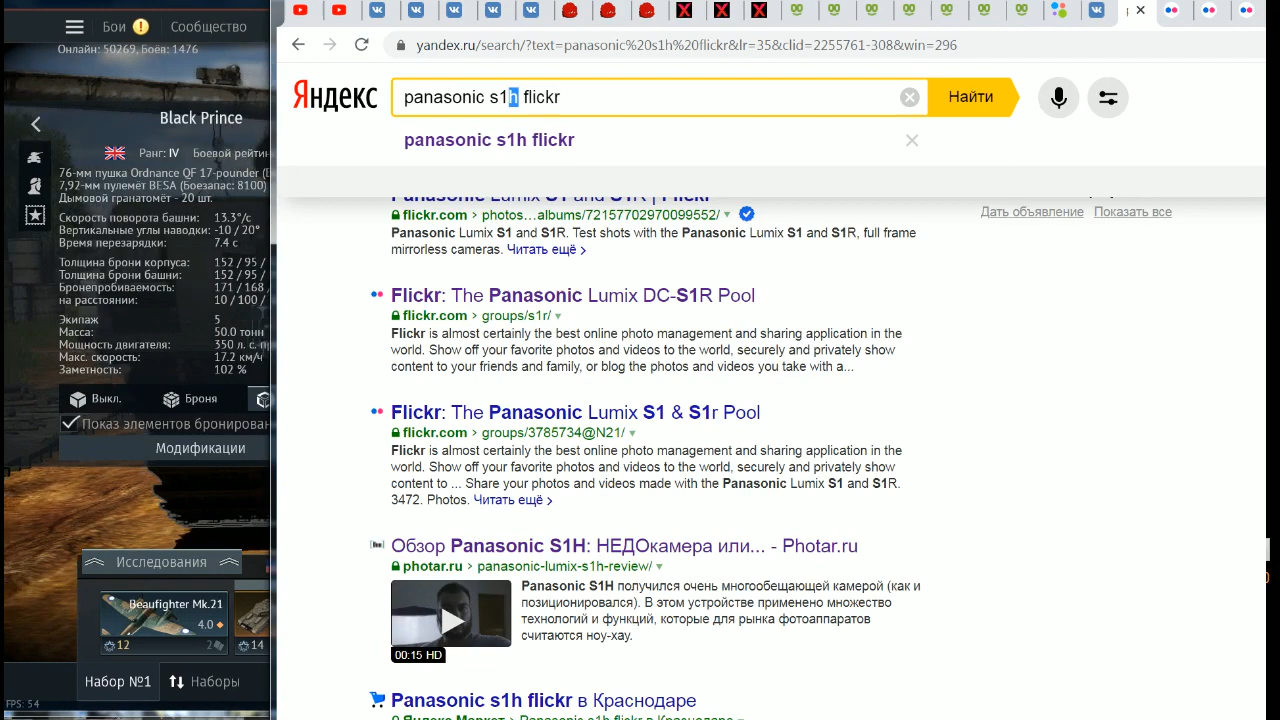 Бои
Сообщество
Онлайн: 50269, Боёв: 1476
Black Prince
Ранг: IV Боевой рейтин
76-мм пушка Ordnance QF 17-pounder (Б
7,92-мм пулемёт BESA (Боезапас: 8100)
Дымовой гранатомёт - 20 шт.
Скорость поворота башни: 13.3°/с
Вертикальные углы наводки: -10 / 20°
Время перезарядки: 7.4 с
Толщина брони корпуса: 152 / 95 /
Толщина брони башни: 152 / 95 /
Бронепробиваемость: 171 / 168 /
на расстоянии: 10 / 100 /
Экипаж 5
Масса: 50.0 тонн
Мощность двигателя: 350 л. с. п
Макс. скорость: 17.2 км/ч
Заметность: 102 %
Выкл. Броня
Показ элементов бронирован
Модификации
Исследования
Beaufighter Mk.21
4.0
12 2 14
Набор №1 Наборы
FPS: 54
yandex.ru/search/?text=panasonic%20s1h%20flickr&lr=35&clid=2255761-308&win=296
Яндекс
panasonic s1h flickr
Найти
panasonic s1h flickr
Panasonic Lumix S1 and S1R | Flickr
flickr.com › photos…albums/72157702970099552/
Panasonic Lumix S1 and S1R. Test shots with the Panasonic Lumix S1 and S1R, full frame
mirrorless cameras. Читать ещё >
Дать объявление Показать все
Flickr: The Panasonic Lumix DC-S1R Pool
flickr.com › groups/s1r/
Flickr is almost certainly the best online photo management and sharing application in the
world. Show off your favorite photos and videos to the world, securely and privately show
content to your friends and family, or blog the photos and videos you take with a...
Flickr: The Panasonic Lumix S1 & S1r Pool
flickr.com › groups/3785734@N21/
Flickr is almost certainly the best online photo management and sharing application in the
world. Show off your favorite photos and videos to the world, securely and privately show
content to ... Share your photos and videos made with the Panasonic Lumix S1 and S1R.
3472. Photos. Читать ещё >
Обзор Panasonic S1H: НЕДОкамера или... - Photar.ru
photar.ru › panasonic-lumix-s1h-review/
Panasonic S1H получился очень многообещающей камерой (как и
позиционировался). В этом устройстве применено множество
технологий и функций, которые для рынка фотоаппаратов
считаются ноу-хау.
00:15 HD
Panasonic s1h flickr в Краснодаре
Яндекс.Маркет › Panasonic s1h flickr в Краснодаре